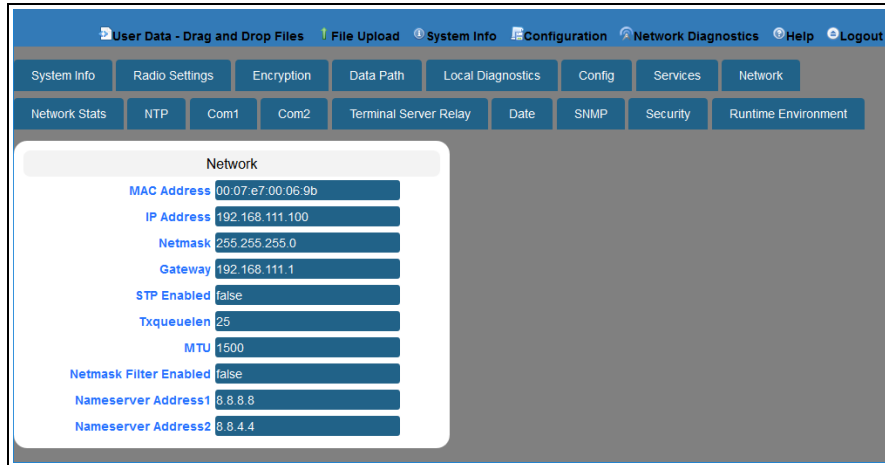 User Data - Drag and Drop Files File Upload System Info Configuration Network Diagnostics Help Logout
System Info Radio Settings Encryption Data Path Local Diagnostics Config Services Network
Network Stats NTP Com1 Com2 Terminal Server Relay Date SNMP Security Runtime Environment
Network
MAC Address 00:07:e7:00:06:9b
IP Address 192.168.111.100
Netmask 255.255.255.0
Gateway 192.168.111.1
STP Enabled false
Txqueuelen 25
MTU 1500
Netmask Filter Enabled false
Nameserver Address1 8.8.8.8
Nameserver Address2 8.8.4.4